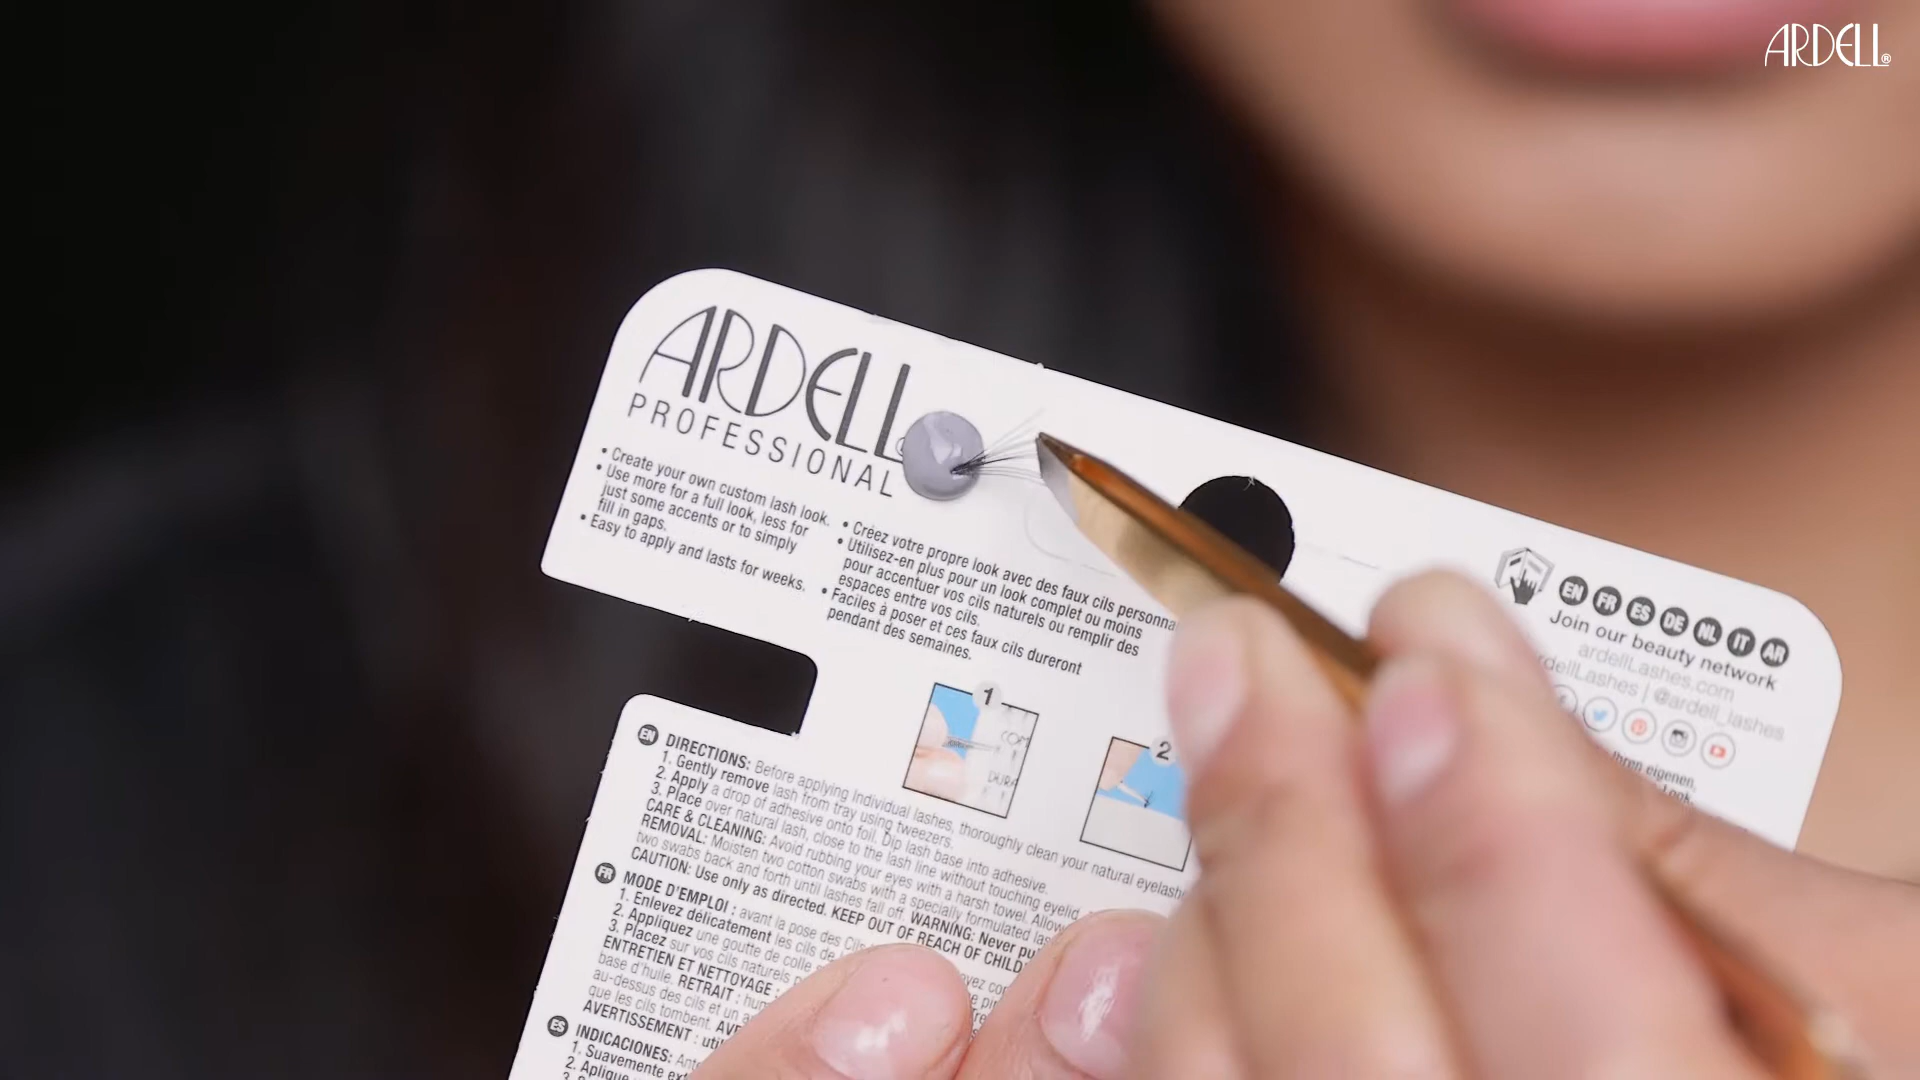 ARDELL®
ARDELL
PROFESSIONAL
• Create your own custom lash look.
• Use more for a full look, less for
just some accents or to simply
fill in gaps.
• Easy to apply and lasts for weeks.
• Créez votre propre look avec des faux cils
• Utilisez-en plus pour un look complet ou moins
pour accentuer vos cils naturels ou remplir des
espaces entre vos cils.
• Faciles à poser et ces faux cils dureront
pendant des semaines.
EN FR ES DE NL IT AR
Join our beauty network
ardellLashes.com
| @ardell_lashes
Ihren eigenen,
Look.
1
2
EN DIRECTIONS: Before applying Individual lashes, thoroughly clean your natural
1. Gently remove lash from tray using tweezers.
2. Apply a drop of adhesive onto foil. Dip lash base into adhesive.
3. Place over natural lash, close to the lash line without touching eyelid.
CARE & CLEANING: Avoid rubbing your eyes with a harsh towel.
REMOVAL: Moisten two cotton swabs with a specially formulated
two swabs back and forth until lashes fall off. WARNING: Never
CAUTION: Use only as directed. KEEP OUT OF REACH OF
FR MODE D'EMPLOI : avant la pose des
1. Enlevez délicatement les cils de
2. Appliquez une goutte de colle
3. Placez sur vos cils naturels
ENTRETIEN ET NETTOYAGE :
base d'huile. RETRAIT :
au-dessus des cils et un
que les cils tombent.
AVERTISSEMENT :
ES INDICACIONES:
1. Suavemente
2. Aplique